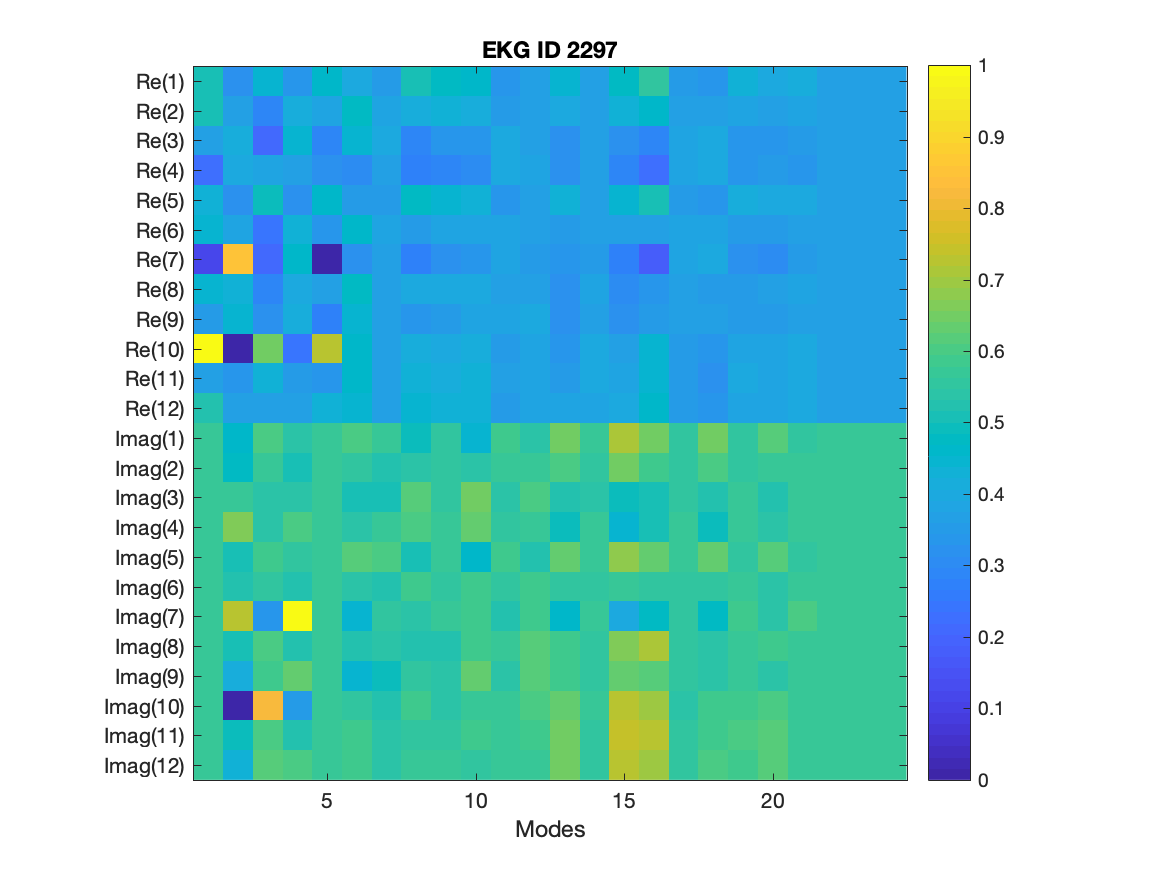 EKG ID 2297
Re(1)
Re(2)
Re(3)
Re(4)
Re(5)
Re(6)
Re(7)
Re(8)
Re(9)
Re(10)
Re(11)
Re(12)
Imag(1)
Imag(2)
Imag(3)
Imag(4)
Imag(5)
Imag(6)
Imag(7)
Imag(8)
Imag(9)
Imag(10)
Imag(11)
Imag(12)
5 10 15 20
Modes
1
0.9
0.8
0.7
0.6
0.5
0.4
0.3
0.2
0.1
0